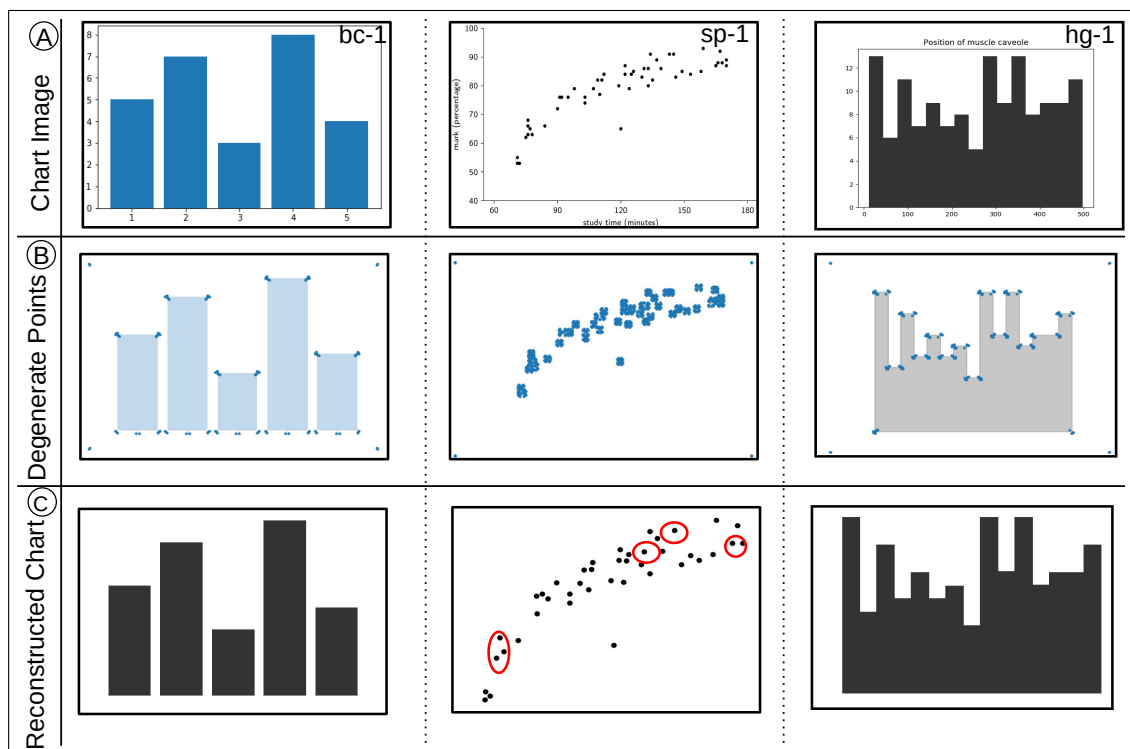 A
Chart Image
bc-1
8
7
6
5
4
3
2
1
0
1 2 3 4 5
sp-1
100
90
80
70
60
50
40
mark (percentage)
60 90 120 150 180
study time (minutes)
hg-1
Position of muscle caveole
12
10
8
6
4
2
0
0 100 200 300 400 500
B
Degenerate Points
C
Reconstructed Chart